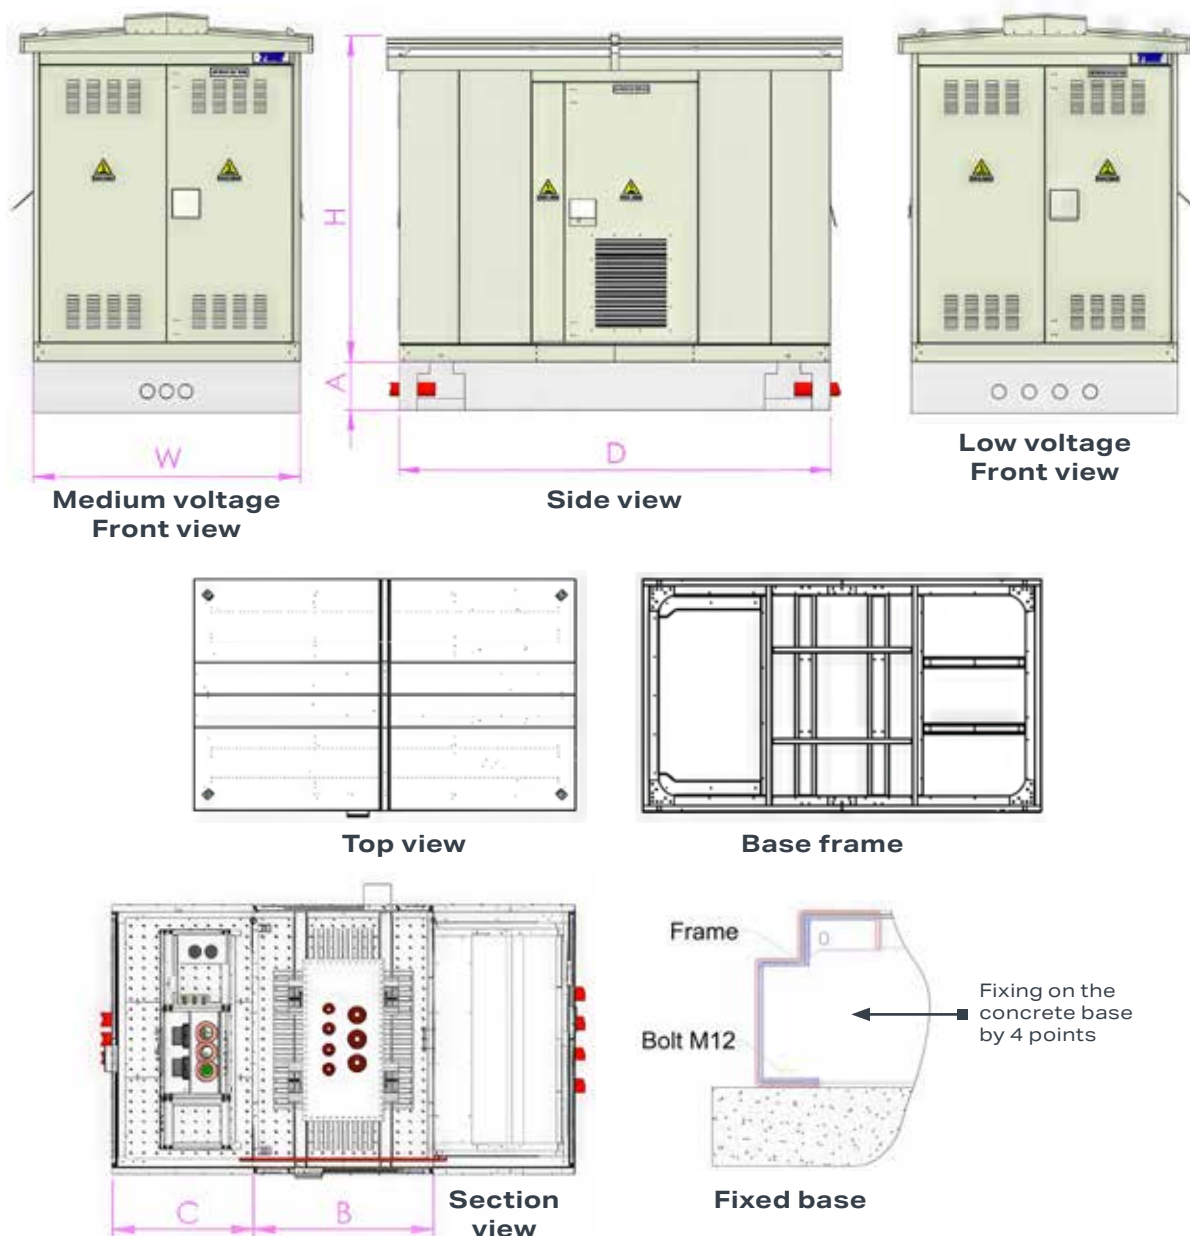 H
A
W
D
Medium voltage
Front view
Side view
Low voltage
Front view
Top view
Base frame
Frame
Bolt M12
Fixing on the
concrete base
by 4 points
C
B
Section
view
Fixed base